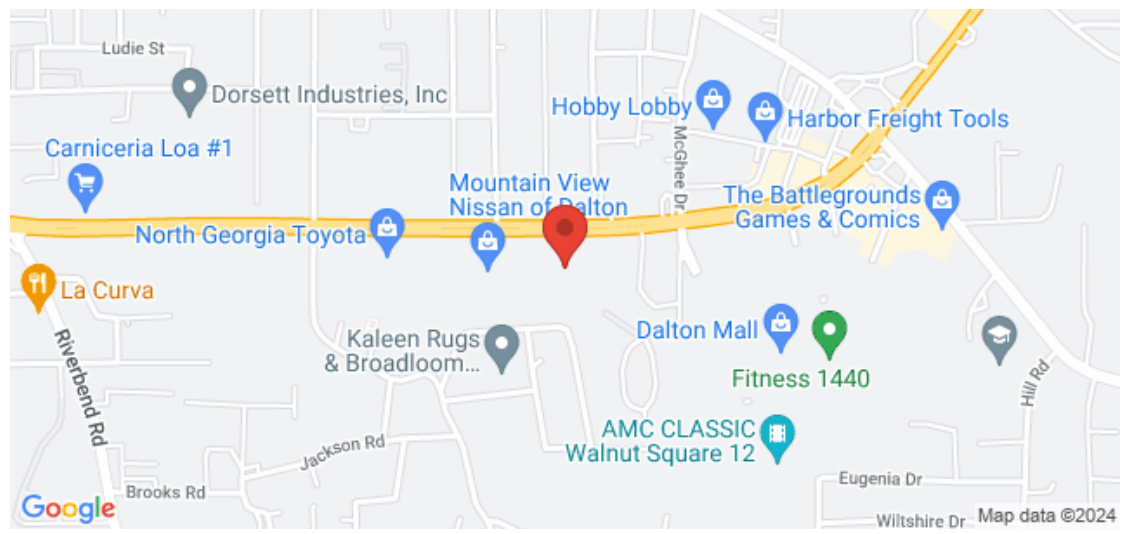 Ludie St
Dorsett Industries, Inc
Hobby Lobby
Harbor Freight Tools
Carniceria Loa #1
McGhee Dr
Mountain View
Nissan of Dalton
The Battlegrounds
Games & Comics
North Georgia Toyota
La Curva
Kaleen Rugs
& Broadloom...
Dalton Mall
Fitness 1440
Hill Rd
Riverbend Rd
AMC CLASSIC
Walnut Square 12
Jackson Rd
Eugenia Dr
Brooks Rd
Google
Wiltshire Dr
Map data ©2024